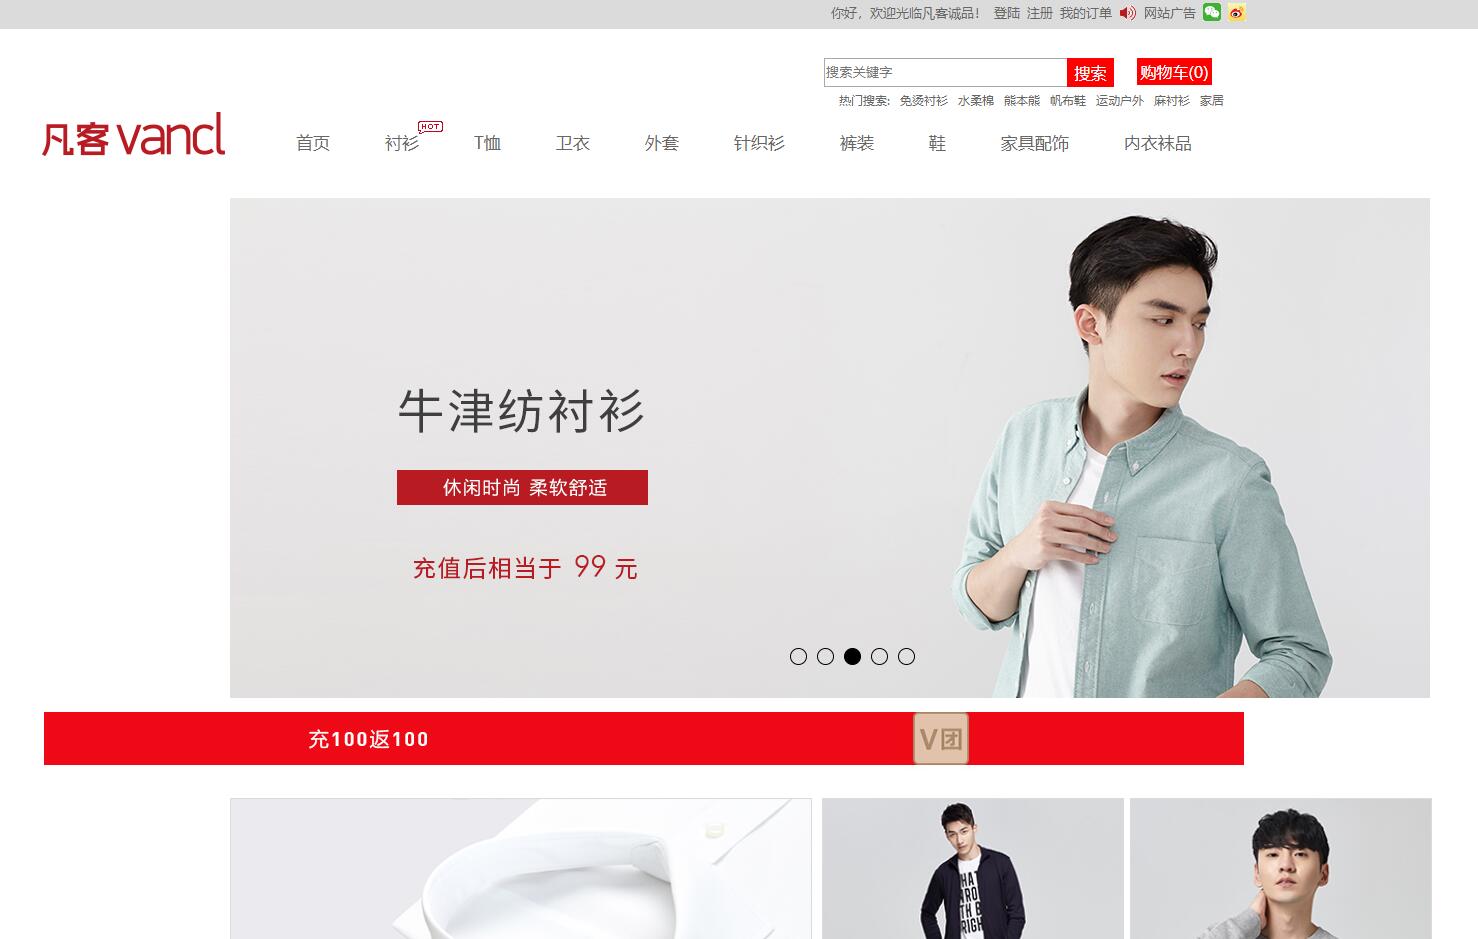 你好，欢迎光临凡客诚品！ 登陆 注册 我的订单 网站广告
搜索关键字 搜索 购物车(0)
热门搜索: 免烫衬衫 水柔棉 熊本熊 帆布鞋 运动户外 麻衬衫 家居
凡客 vancl
首页 衬衫 HOT T恤 卫衣 外套 针织衫 裤装 鞋 家具配饰 内衣袜品
牛津纺衬衫
休闲时尚 柔软舒适
充值后相当于 99 元
充100返100 V团